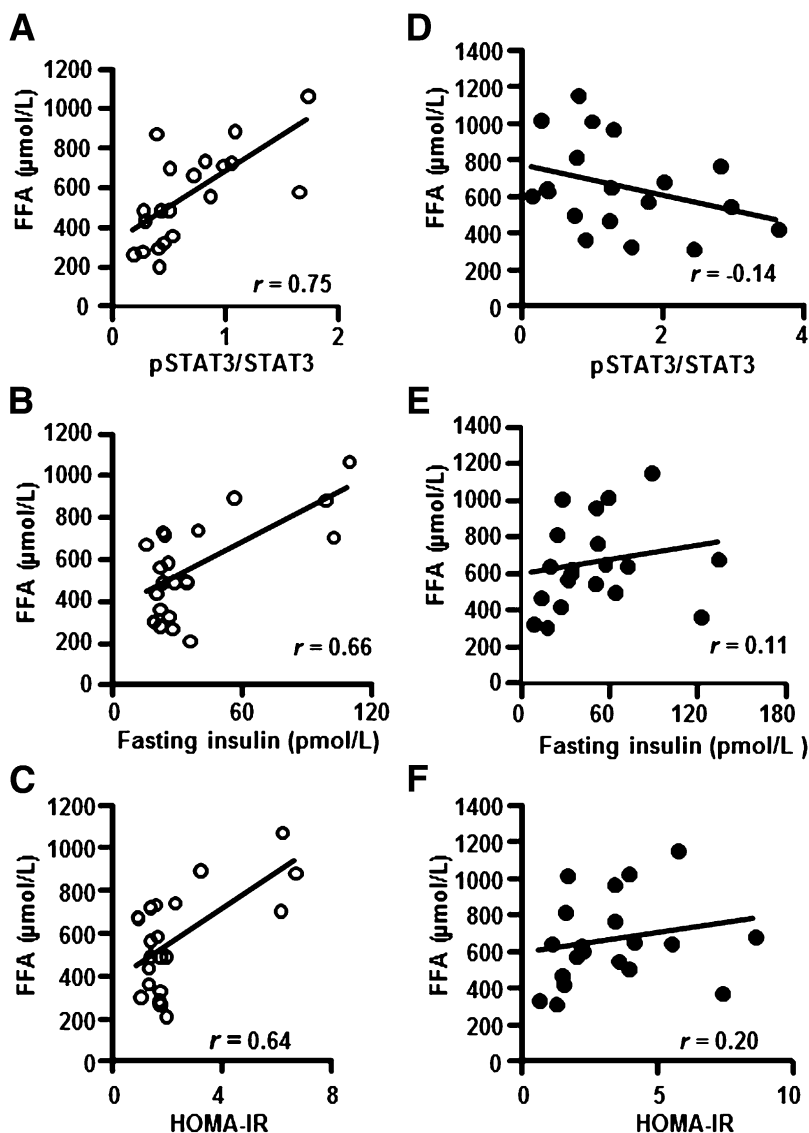 A
FFA (µmol/L)
1200
1000
800
600
400
200
0
r = 0.75
0 1 2
pSTAT3/STAT3
D
FFA (µmol/L)
1400
1200
1000
800
600
400
200
0
r = -0.14
0 2 4
pSTAT3/STAT3
B
FFA (µmol/L)
1200
1000
800
600
400
200
0
r = 0.66
0 60 120
Fasting insulin (pmol/L)
E
FFA (µmol/L)
1400
1200
1000
800
600
400
200
0
r = 0.11
0 60 120 180
Fasting insulin (pmol/L )
C
FFA (µmol/L)
1200
1000
800
600
400
200
0
r = 0.64
0 4 8
HOMA-IR
F
FFA (µmol/L)
1400
1200
1000
800
600
400
200
0
r = 0.20
0 5 10
HOMA-IR